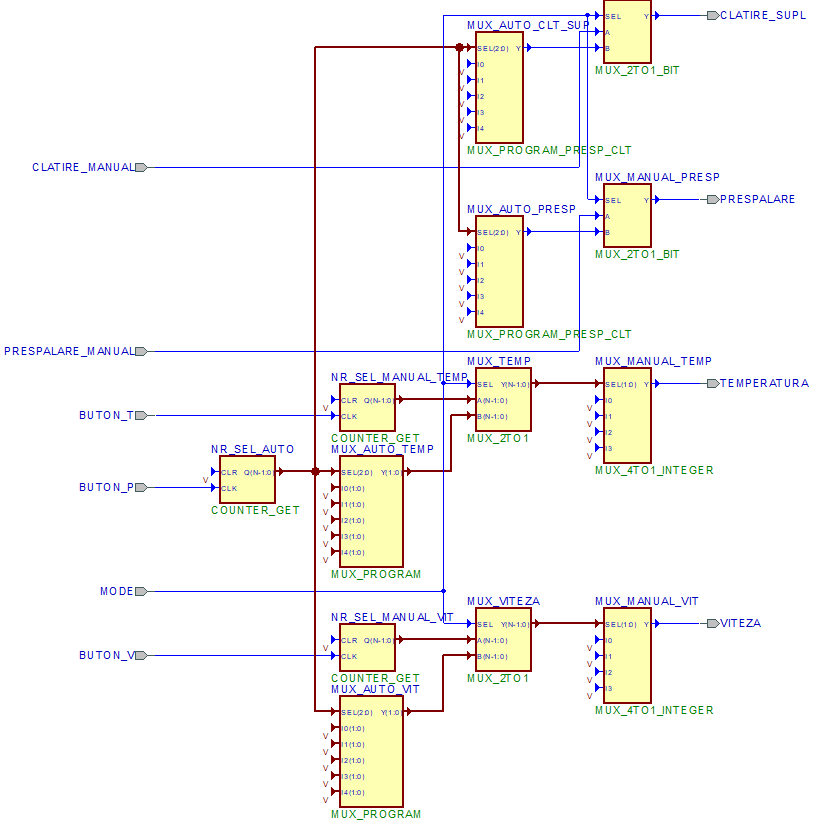 SEL Y CLATIRE_SUPL
MUX_AUTO_CLT_SUP
A
SEL(2:0) Y B
I0
V MUX_2TO1_BIT
I1
V
I2
V
I3
V
I4
V
MUX_PROGRAM_PRESP_CLT
CLATIRE_MANUAL
MUX_MANUAL_PRESP
SEL Y PRESPALARE
MUX_AUTO_PRESP
A
SEL(2:0) Y B
I0
V MUX_2TO1_BIT
I1
V
I2
V
I3
V
I4
V
MUX_PROGRAM_PRESP_CLT
PRESPALARE_MANUAL
MUX_TEMP MUX_MANUAL_TEMP
NR_SEL_MANUAL_TEMP
SEL Y(N-1:0) SEL(1:0) Y TEMPERATURA
CLR Q(N-1:0) A(N-1:0) I0
V V
BUTON_T CLK B(N-1:0) I1
V
COUNTER_GET MUX_2TO1 I2
V
NR_SEL_AUTO MUX_AUTO_TEMP I3
V
CLR Q(N-1:0) SEL(2:0) Y(1:0) MUX_4TO1_INTEGER
V
BUTON_P CLK I0(1:0)
V
I1(1:0)
COUNTER_GET V
I2(1:0)
V
I3(1:0)
V
I4(1:0)
V
MUX_PROGRAM
MODE
MUX_VITEZA MUX_MANUAL_VIT
NR_SEL_MANUAL_VIT
SEL Y(N-1:0) SEL(1:0) Y VITEZA
CLR Q(N-1:0) A(N-1:0) I0
V V
BUTON_V CLK B(N-1:0) I1
V
COUNTER_GET MUX_2TO1 I2
V
MUX_AUTO_VIT I3
V
SEL(2:0) Y(1:0) MUX_4TO1_INTEGER
I0(1:0)
V
I1(1:0)
V
I2(1:0)
V
I3(1:0)
V
I4(1:0)
V
MUX_PROGRAM